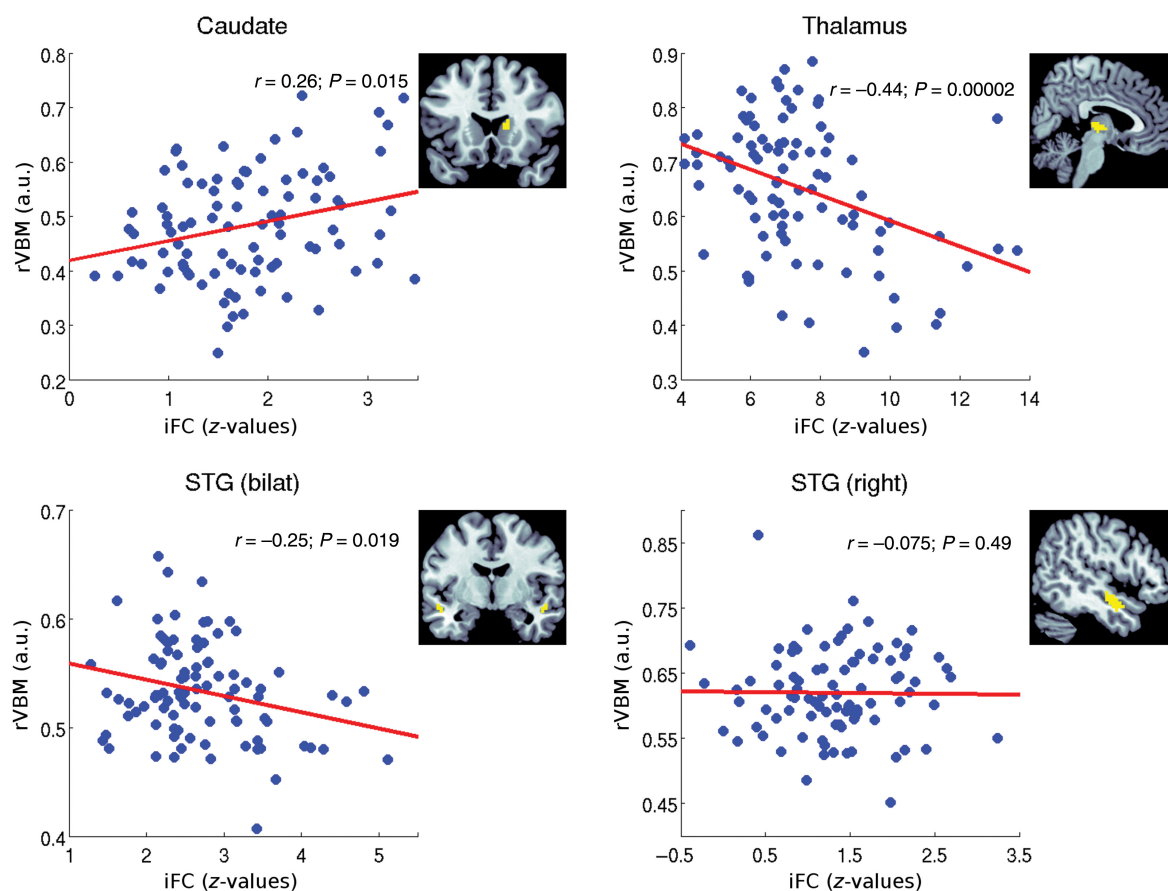 Caudate
r = 0.26; P = 0.015
rVBM (a.u.)
0.8
0.7
0.6
0.5
0.4
0.3
0.2
0
1
2
3
iFC (z-values)
Thalamus
r = −0.44; P = 0.00002
rVBM (a.u.)
0.9
0.8
0.7
0.6
0.5
0.4
0.3
4
6
8
10
12
14
iFC (z-values)
STG (bilat)
r = −0.25; P = 0.019
rVBM (a.u.)
0.7
0.6
0.5
0.4
1
2
3
4
5
iFC (z-values)
STG (right)
r = −0.075; P = 0.49
rVBM (a.u.)
0.85
0.75
0.65
0.55
0.45
−0.5
0.5
1.5
2.5
3.5
iFC (z-values)